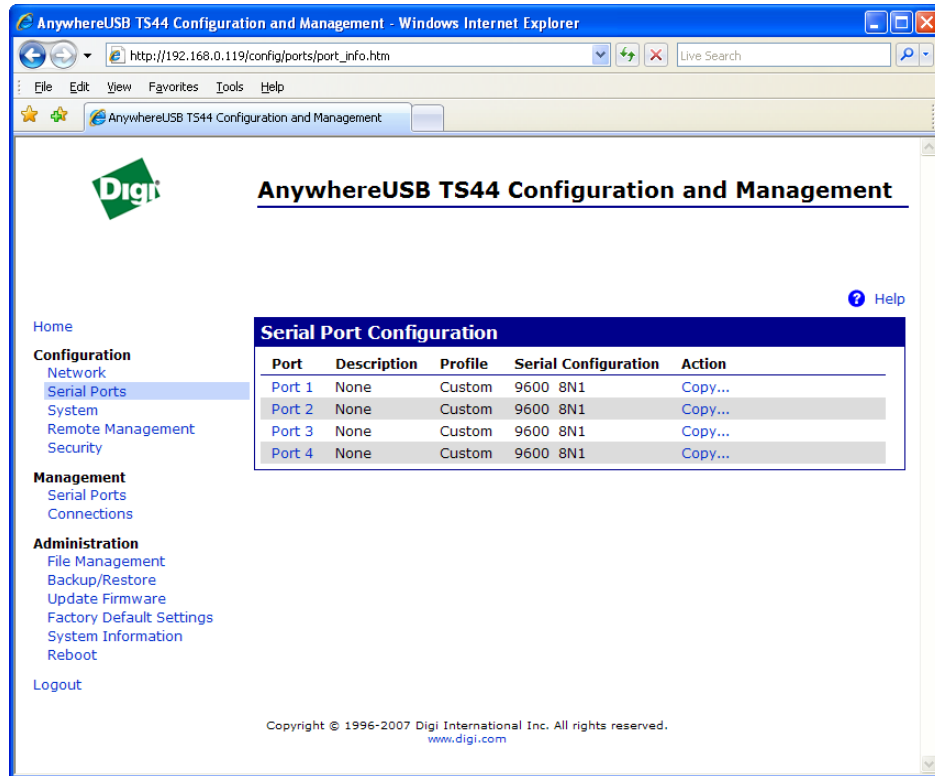 AnywhereUSB TS44 Configuration and Management - Windows Internet Explorer
http://192.168.0.119/config/ports/port_info.htm
Live Search
File Edit View Favorites Tools Help
AnywhereUSB TS44 Configuration and Management
Digi
AnywhereUSB TS44 Configuration and Management
? Help
Home
Configuration
Network
Serial Ports
System
Remote Management
Security
Management
Serial Ports
Connections
Administration
File Management
Backup/Restore
Update Firmware
Factory Default Settings
System Information
Reboot
Logout
Serial Port Configuration
Port Description Profile Serial Configuration Action
Port 1 None Custom 9600 8N1 Copy...
Port 2 None Custom 9600 8N1 Copy...
Port 3 None Custom 9600 8N1 Copy...
Port 4 None Custom 9600 8N1 Copy...
Copyright © 1996-2007 Digi International Inc. All rights reserved.
www.digi.com